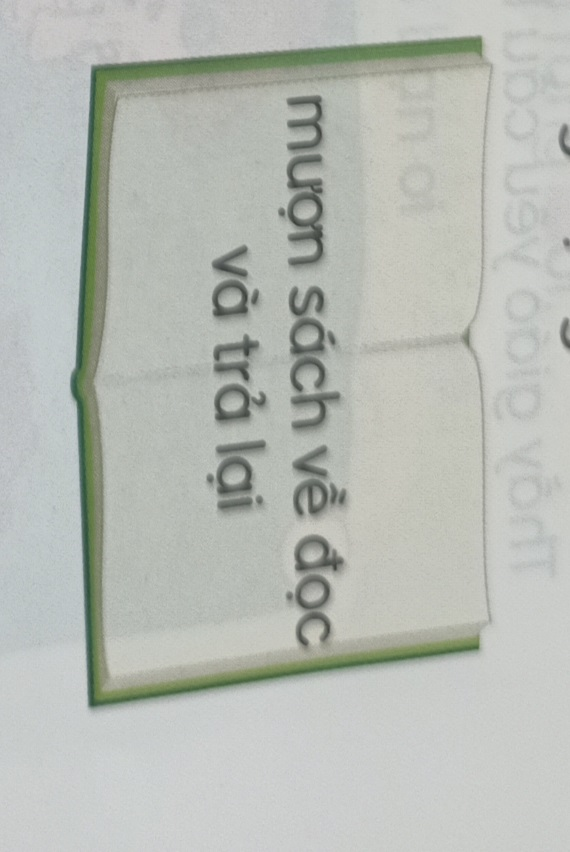 mượn sách về đọc
và trả lại